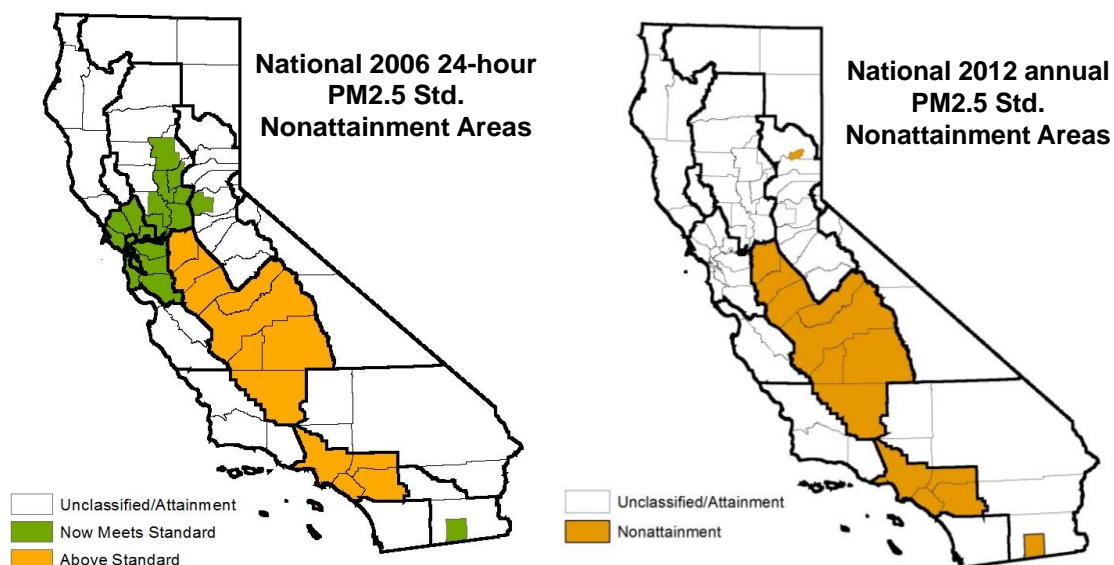 National 2006 24-hour
PM2.5 Std.
Nonattainment Areas
Unclassified/Attainment
Now Meets Standard
Above Standard
National 2012 annual
PM2.5 Std.
Nonattainment Areas
Unclassified/Attainment
Nonattainment